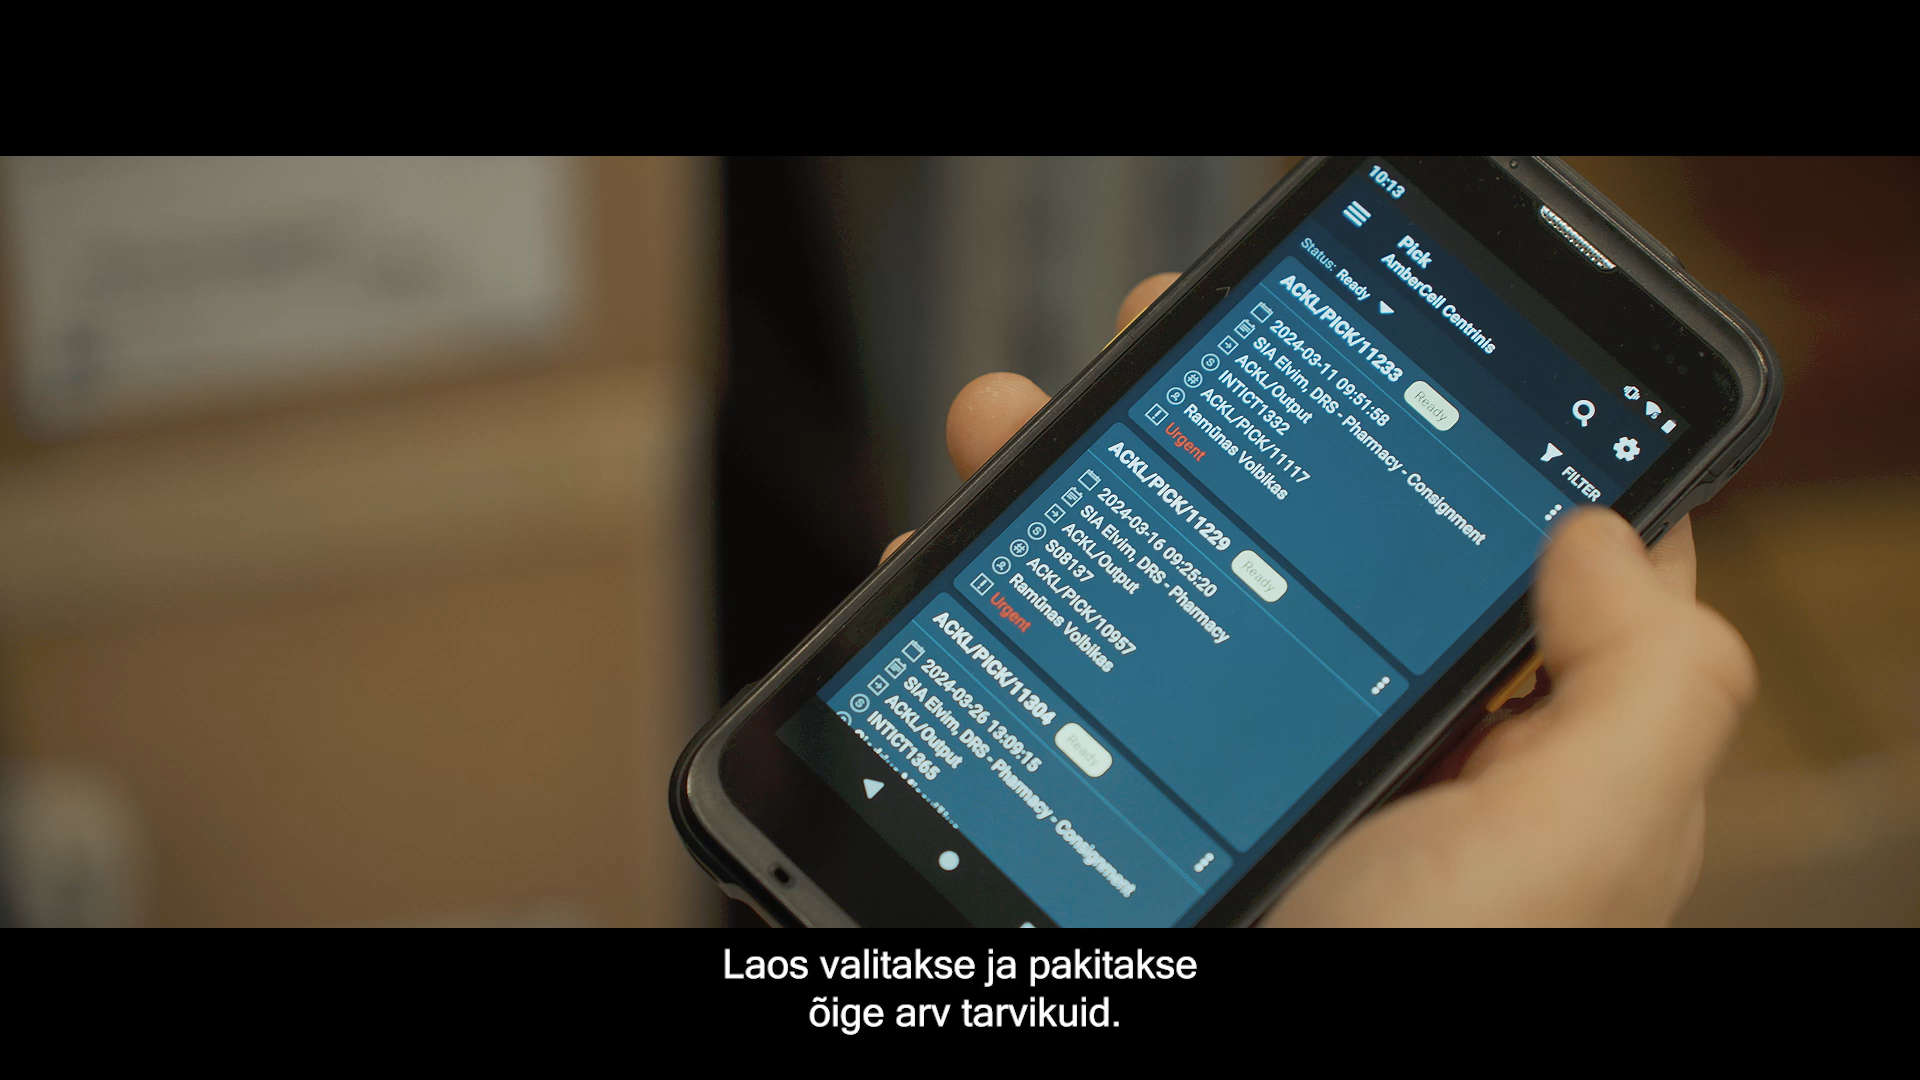 10:13
Pick
AmberCell Centrinis
Status: Ready
FILTER
ACKL/PICK/11233 Ready
2024-03-11 09:51:58
SIA Elvim, DRS - Pharmacy - Consignment
ACKL/Output
INTICT1332
ACKL/PICK/11117
Ramūnas Volbikas
Urgent
ACKL/PICK/11229 Ready
2024-03-16 09:25:20
SIA Elvim, DRS - Pharmacy
ACKL/Output
S08137
ACKL/PICK/10957
Ramūnas Volbikas
Urgent
ACKL/PICK/11304 Ready
2024-03-26 13:09:15
SIA Elvim, DRS - Pharmacy - Consignment
ACKL/Output
INTICT1365
Laos valitakse ja pakitakse
õige arv tarvikuid.